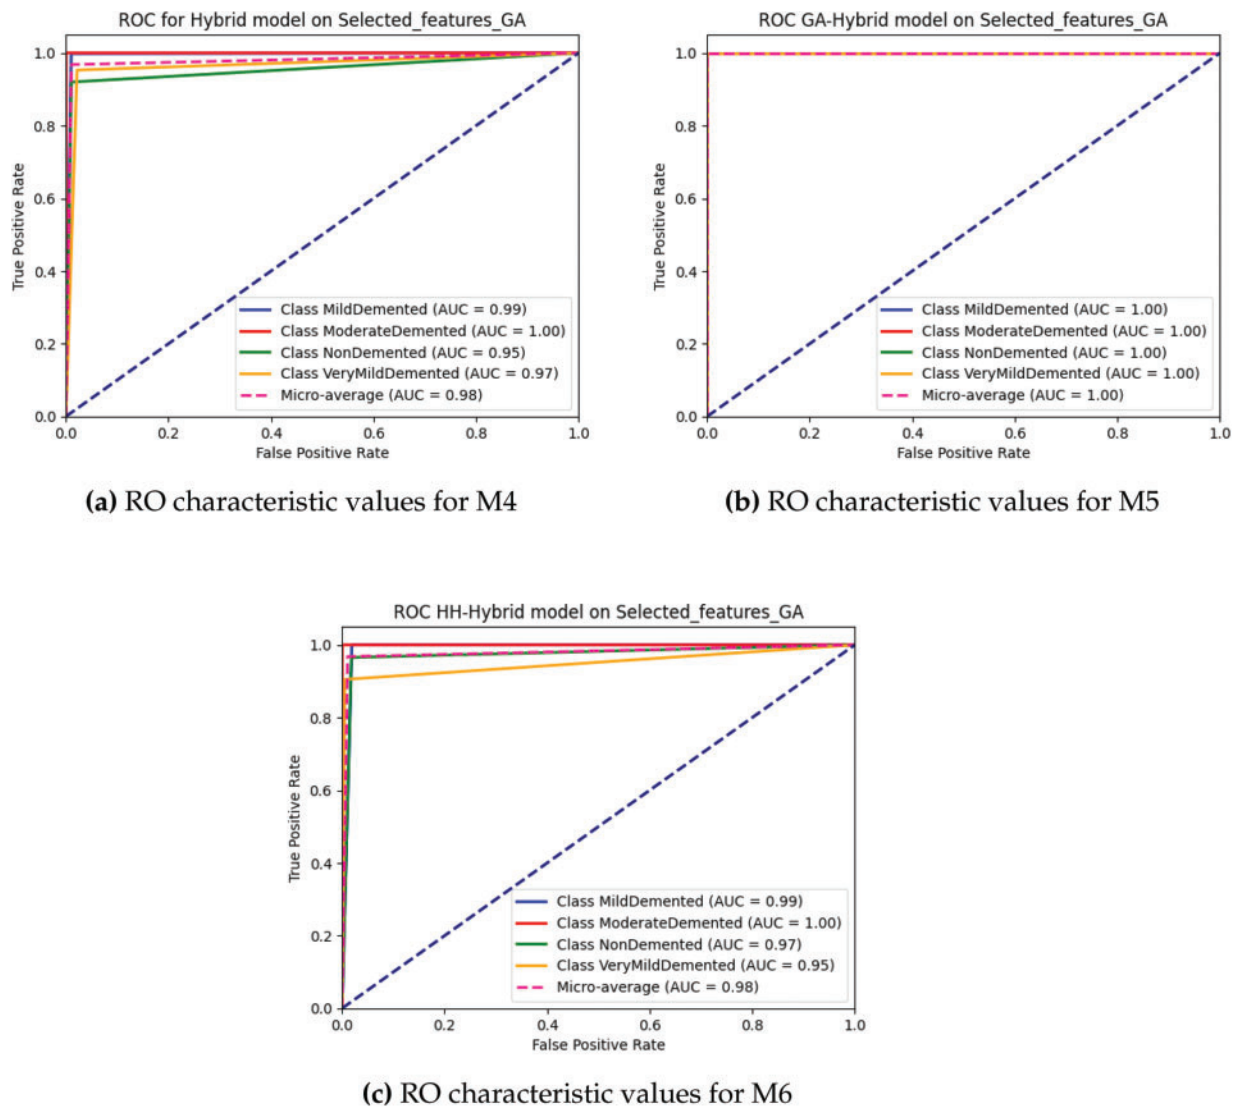 ROC for Hybrid model on Selected_features_GA
True Positive Rate
1.0
0.8
0.6
0.4
0.2
0.0
Class MildDemented (AUC = 0.99)
Class ModerateDemented (AUC = 1.00)
Class NonDemented (AUC = 0.95)
Class VeryMildDemented (AUC = 0.97)
Micro-average (AUC = 0.98)
0.0 0.2 0.4 0.6 0.8 1.0
False Positive Rate
(a) RO characteristic values for M4
ROC GA-Hybrid model on Selected_features_GA
True Positive Rate
1.0
0.8
0.6
0.4
0.2
0.0
Class MildDemented (AUC = 1.00)
Class ModerateDemented (AUC = 1.00)
Class NonDemented (AUC = 1.00)
Class VeryMildDemented (AUC = 1.00)
Micro-average (AUC = 1.00)
0.0 0.2 0.4 0.6 0.8 1.0
False Positive Rate
(b) RO characteristic values for M5
ROC HH-Hybrid model on Selected_features_GA
True Positive Rate
1.0
0.8
0.6
0.4
0.2
0.0
Class MildDemented (AUC = 0.99)
Class ModerateDemented (AUC = 1.00)
Class NonDemented (AUC = 0.97)
Class VeryMildDemented (AUC = 0.95)
Micro-average (AUC = 0.98)
0.0 0.2 0.4 0.6 0.8 1.0
False Positive Rate
(c) RO characteristic values for M6